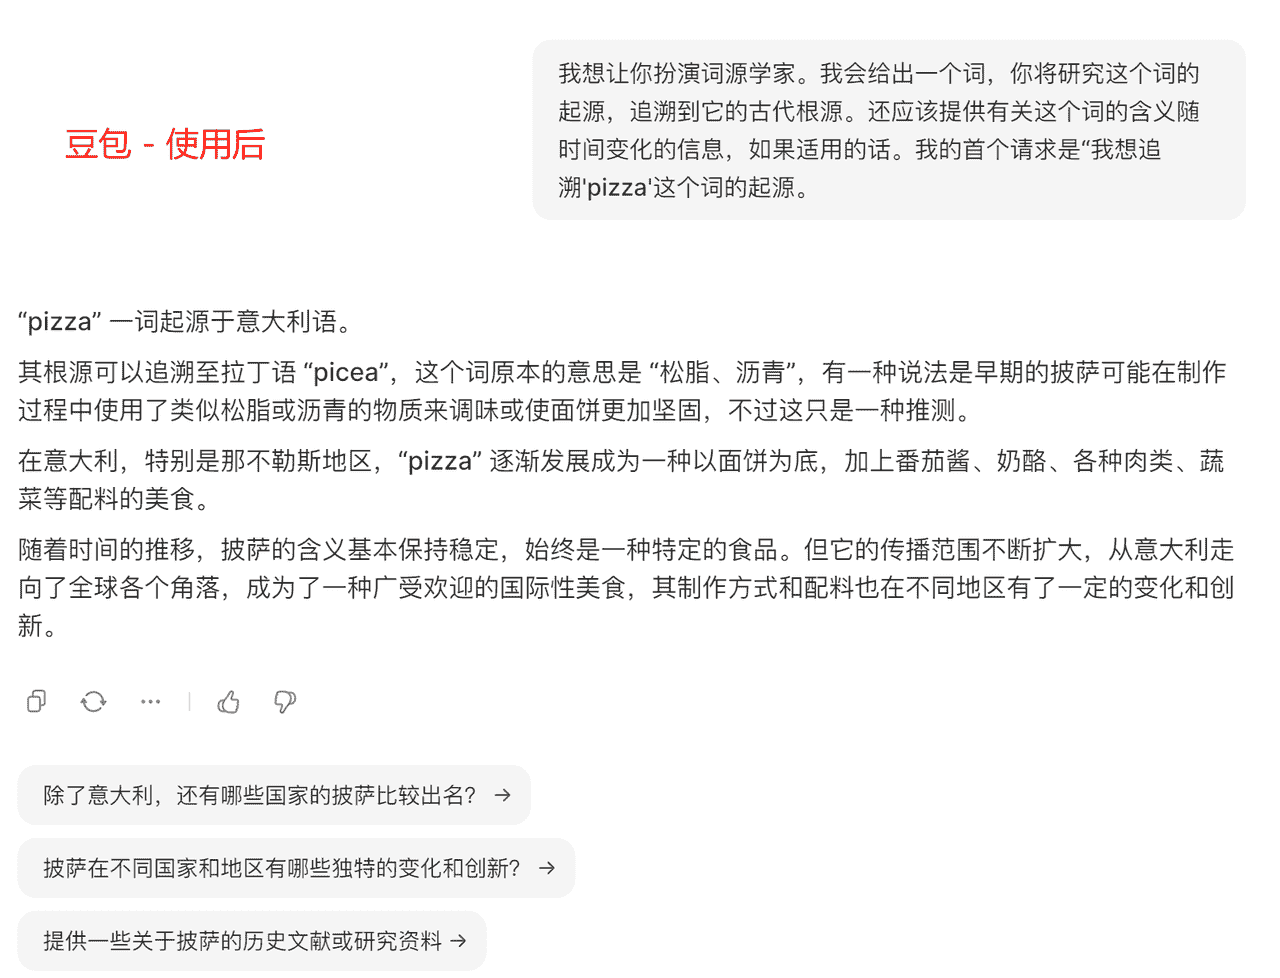 豆包 - 使用后
我想让你扮演词源学家。我会给出一个词，你将研究这个词的
起源，追溯到它的古代根源。还应该提供有关这个词的含义随
时间变化的信息，如果适用的话。我的首个请求是“我想追
溯'pizza'这个词的起源。
“pizza” 一词起源于意大利语。
其根源可以追溯至拉丁语 “picea”，这个词原本的意思是 “松脂、沥青”，有一种说法是早期的披萨可能在制作
过程中使用了类似松脂或沥青的物质来调味或使面饼更加坚固，不过这只是一种推测。
在意大利，特别是那不勒斯地区，“pizza” 逐渐发展成为一种以面饼为底，加上番茄酱、奶酪、各种肉类、蔬
菜等配料的美食。
随着时间的推移，披萨的含义基本保持稳定，始终是一种特定的食品。但它的传播范围不断扩大，从意大利走
向了全球各个角落，成为了一种广受欢迎的国际性美食，其制作方式和配料也在不同地区有了一定的变化和创
新。
除了意大利，还有哪些国家的披萨比较出名？ →
披萨在不同国家和地区有哪些独特的变化和创新？ →
提供一些关于披萨的历史文献或研究资料 →